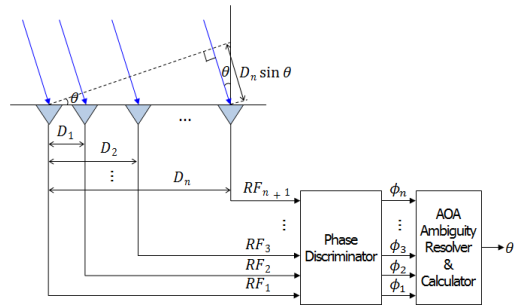 θ
D_n sin θ
θ
...
D_1
D_2
⋮
D_n
RF_{n+1}
ϕ_n
⋮
⋮
Phase
Discriminator
AOA
Ambiguity
Resolver
&
Calculator
θ
RF_3
ϕ_3
RF_2
ϕ_2
RF_1
ϕ_1